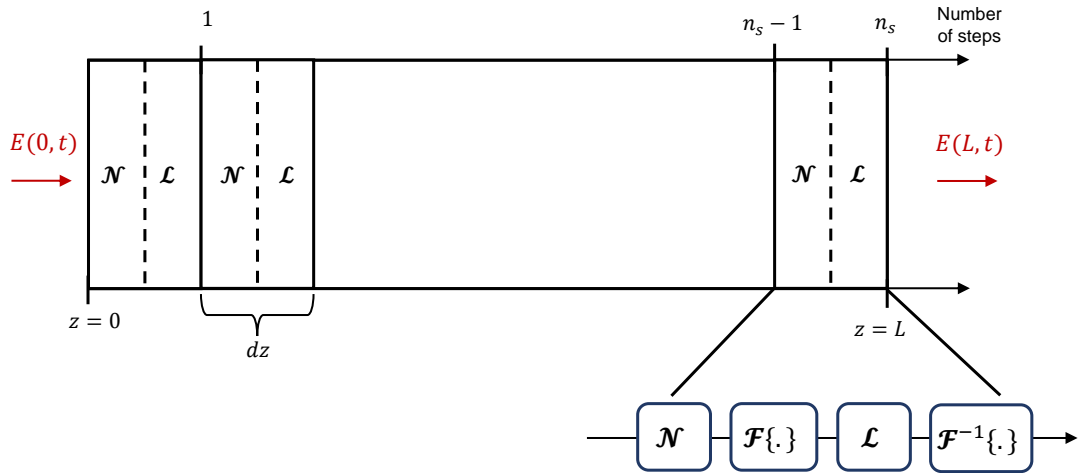 1
n_s − 1
n_s
Number
of steps
E(0, t)
𝓝
𝓛
𝓝
𝓛
𝓝
𝓛
E(L, t)
z = 0
dz
z = L
𝓝
𝓕{.}
𝓛
𝓕⁻¹{.}